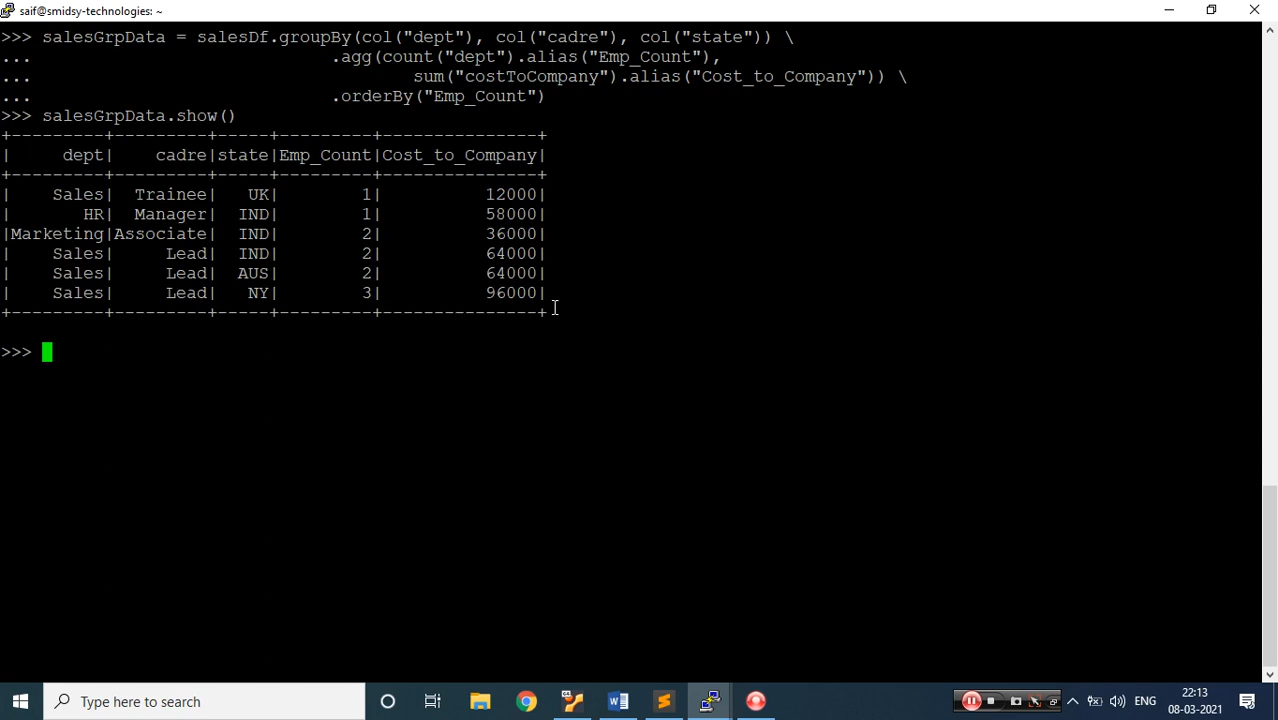 saif@smidsy-technologies: ~
>>> salesGrpData = salesDf.groupBy(col("dept"), col("cadre"), col("state")) \
...                             .agg(count("dept").alias("Emp_Count"),
...                                     sum("costToCompany").alias("Cost_to_Company")) \
...                             .orderBy("Emp_Count")
>>> salesGrpData.show()
+---------+---------+-----+---------+---------------+
|     dept|    cadre|state|Emp_Count|Cost_to_Company|
+---------+---------+-----+---------+---------------+
|    Sales|  Trainee|   UK|        1|          12000|
|       HR|  Manager|  IND|        1|          58000|
|Marketing|Associate|  IND|        2|          36000|
|    Sales|     Lead|  IND|        2|          64000|
|    Sales|     Lead|  AUS|        2|          64000|
|    Sales|     Lead|   NY|        3|          96000|
+---------+---------+-----+---------+---------------+
>>>
Type here to search
ENG
22:13
08-03-2021